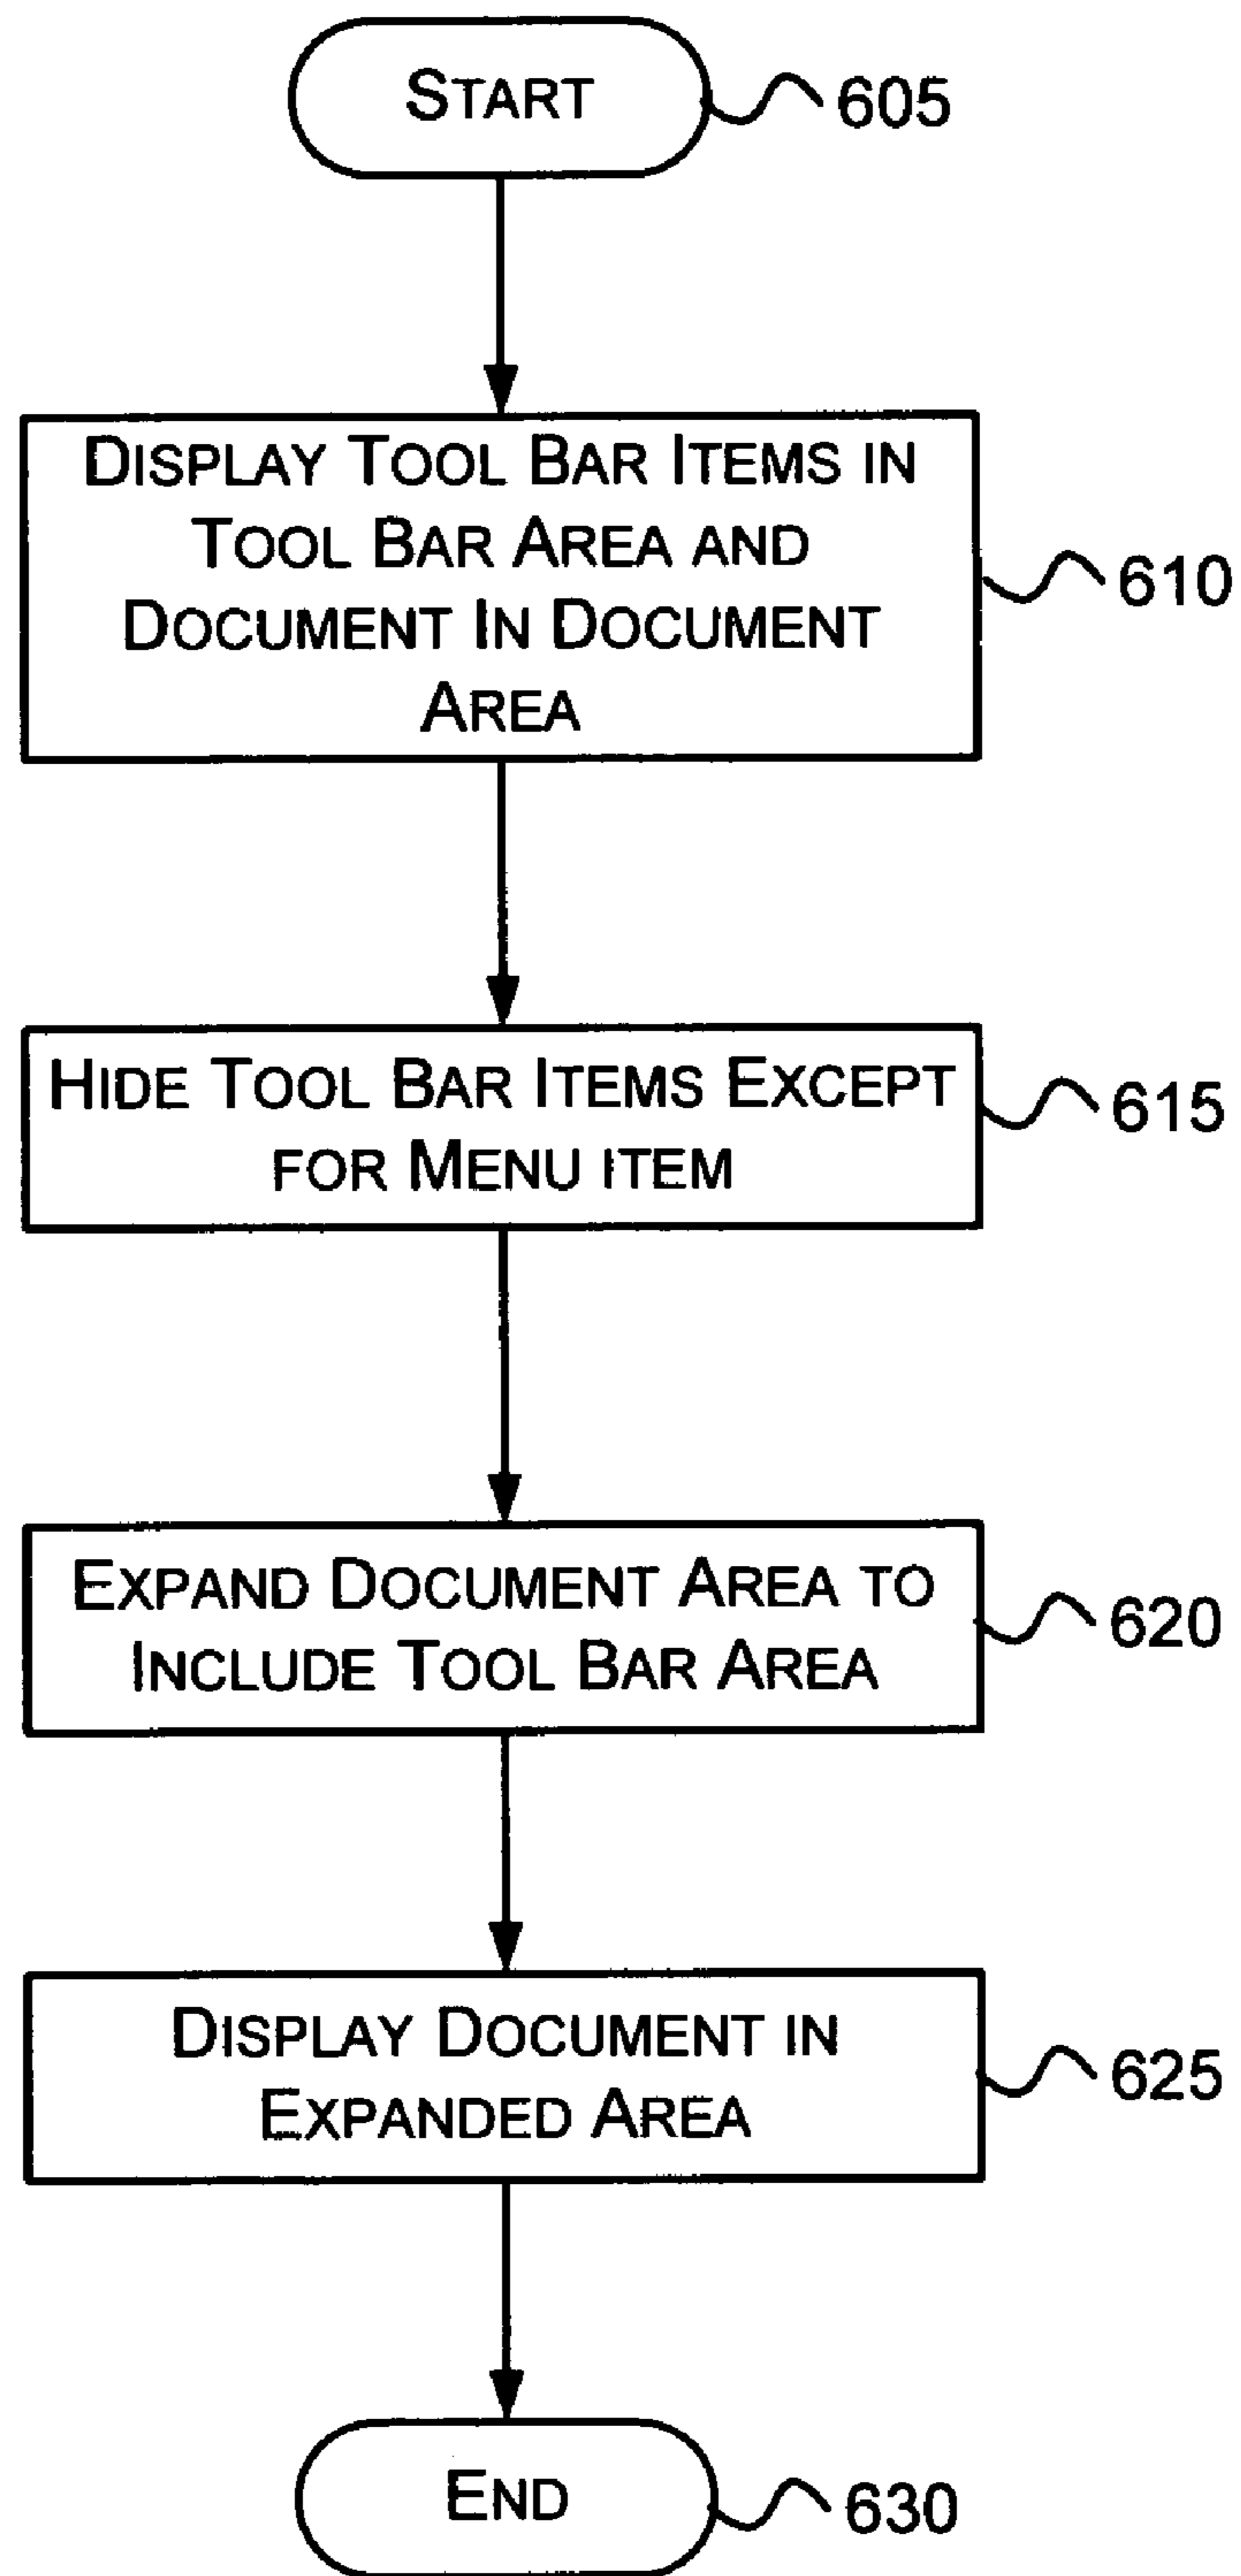 START
605
DISPLAY TOOL BAR ITEMS IN
TOOL BAR AREA AND
DOCUMENT IN DOCUMENT
AREA
610
HIDE TOOL BAR ITEMS EXCEPT
FOR MENU ITEM
615
EXPAND DOCUMENT AREA TO
INCLUDE TOOL BAR AREA
620
DISPLAY DOCUMENT IN
EXPANDED AREA
625
END
630